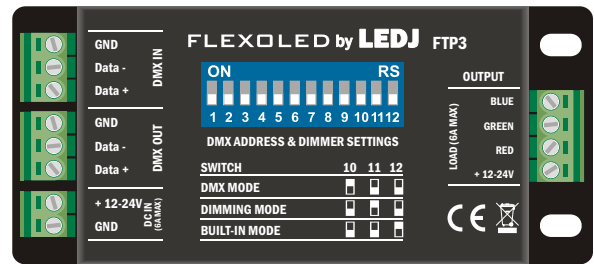 FLEXOLED by LEDJ FTP3
GND
Data -
Data +
DMX IN
GND
Data -
Data +
DMX OUT
+ 12-24V
GND
DC IN
(6A MAX)
ON RS
1 2 3 4 5 6 7 8 9 10 11 12
DMX ADDRESS & DIMMER SETTINGS
SWITCH 10 11 12
DMX MODE
DIMMING MODE
BUILT-IN MODE
OUTPUT
BLUE
GREEN
RED
+ 12-24V
LOAD (6A MAX)
CE